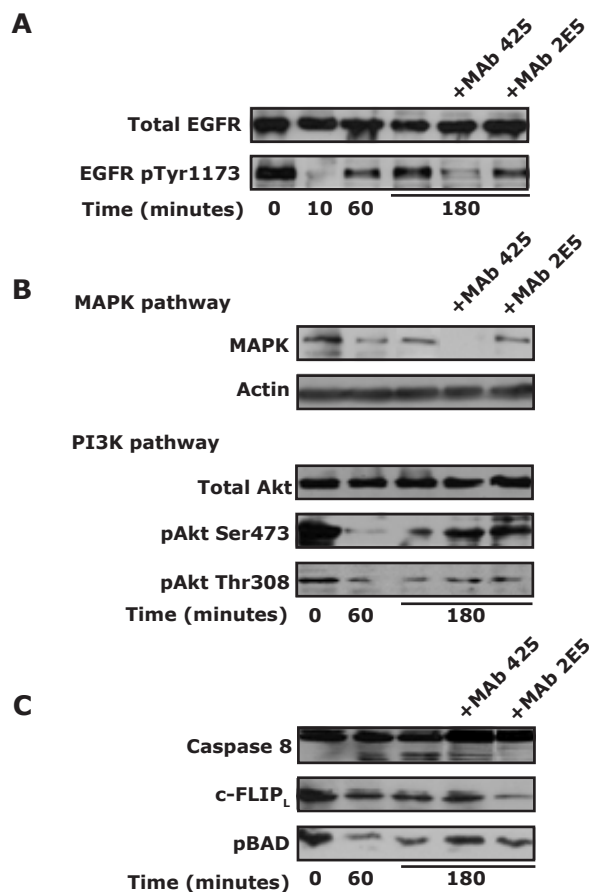 A
+MAb 425
+MAb 2E5
Total EGFR
EGFR pTyr1173
Time (minutes) 0 10 60 180
B
+MAb 425
+MAb 2E5
MAPK pathway
MAPK
Actin
PI3K pathway
Total Akt
pAkt Ser473
pAkt Thr308
Time (minutes) 0 60 180
+MAb 425
+MAb 2E5
C
Caspase 8
c-FLIP_L
pBAD
Time (minutes) 0 60 180